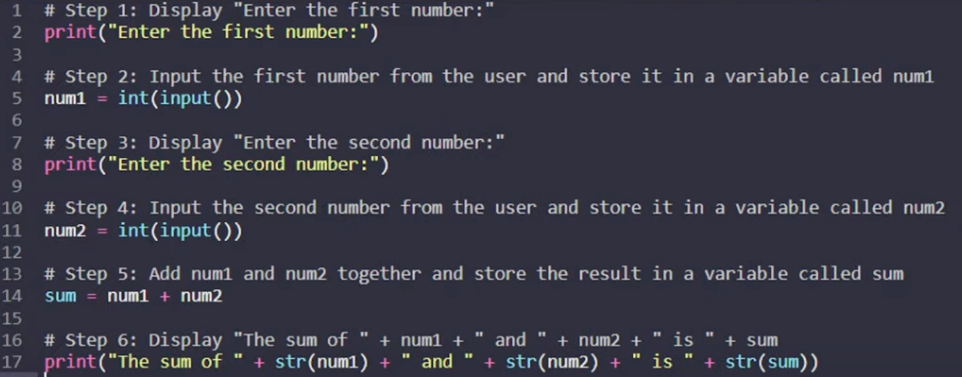 1 # Step 1: Display "Enter the first number:"
2 print("Enter the first number:")
3
4 # Step 2: Input the first number from the user and store it in a variable called num1
5 num1 = int(input())
6
7 # Step 3: Display "Enter the second number:"
8 print("Enter the second number:")
9
10 # Step 4: Input the second number from the user and store it in a variable called num2
11 num2 = int(input())
12
13 # Step 5: Add num1 and num2 together and store the result in a variable called sum
14 sum = num1 + num2
15
16 # Step 6: Display "The sum of " + num1 + " and " + num2 + " is " + sum
17 print("The sum of " + str(num1) + " and " + str(num2) + " is " + str(sum))